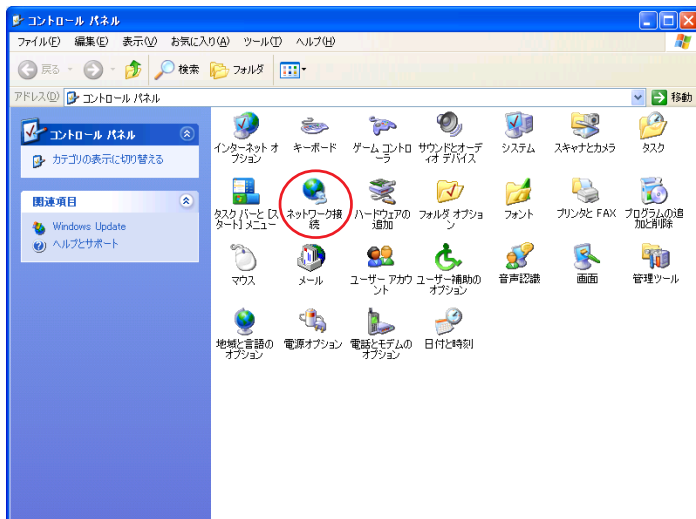 コントロール パネル
ファイル(F) 編集(E) 表示(V) お気に入り(A) ツール(T) ヘルプ(H)
戻る 検索 フォルダ
アドレス(D) コントロール パネル 移動
コントロール パネル
カテゴリの表示に切り替える
関連項目
Windows Update
ヘルプとサポート
インターネット オ
プション
キーボード
ゲーム コントロ
ーラ
サウンドとオーデ
ィオ デバイス
システム
スキャナとカメラ
タスク
タスク バーと [ス
タート] メニュー
ネットワーク接
続
ハードウェアの
追加
フォルダ オプショ
ン
フォント
プリンタと FAX
プログラムの追
加と削除
マウス
メール
ユーザー アカウ
ント
ユーザー補助の
オプション
音声認識
画面
管理ツール
地域と言語の
オプション
電源オプション
電話とモデムの
オプション
日付と時刻